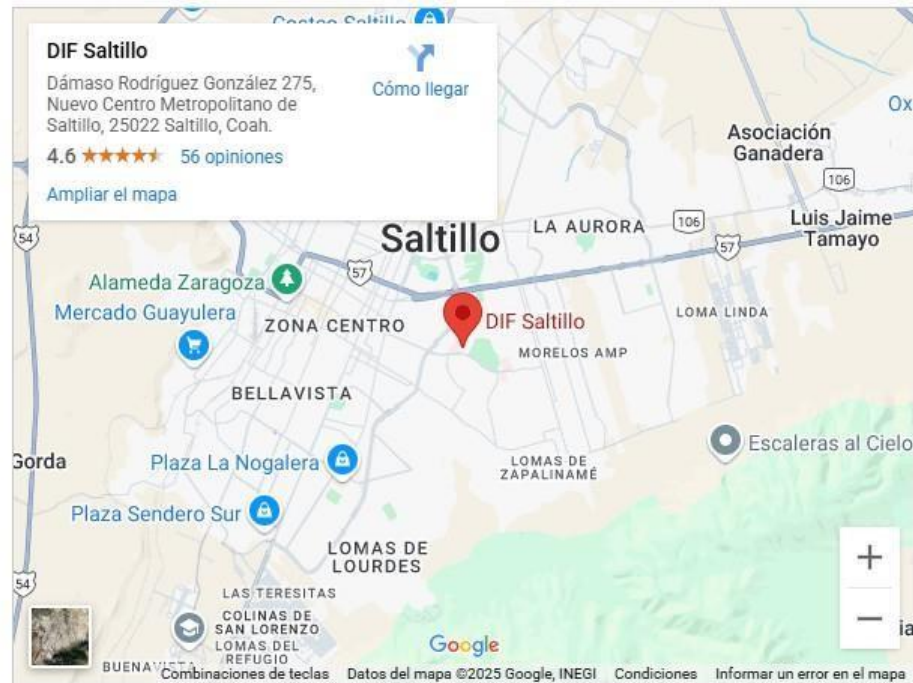 Costco Saltillo
DIF Saltillo
Dámaso Rodríguez González 275,
Nuevo Centro Metropolitano de
Saltillo, 25022 Saltillo, Coah.
4.6
56 opiniones
Ampliar el mapa
Cómo llegar
Ox
Asociación
Ganadera
106
Luis Jaime
Tamayo
LA AURORA
106
57
54
Saltillo
57
Alameda Zaragoza
Mercado Guayulera
ZONA CENTRO
DIF Saltillo
LOMA LINDA
MORELOS AMP
BELLAVISTA
Escaleras al Cielo
Gorda
Plaza La Nogalera
LOMAS DE
ZAPALINAMÉ
Plaza Sendero Sur
LOMAS DE
LOURDES
+
54
LAS TERESITAS
COLINAS DE
SAN LORENZO
LOMAS DEL
REFUGIO
−
ia
Google
BUENAVISTA
Combinaciones de teclas
Datos del mapa ©2025 Google, INEGI
Condiciones
Informar un error en el mapa